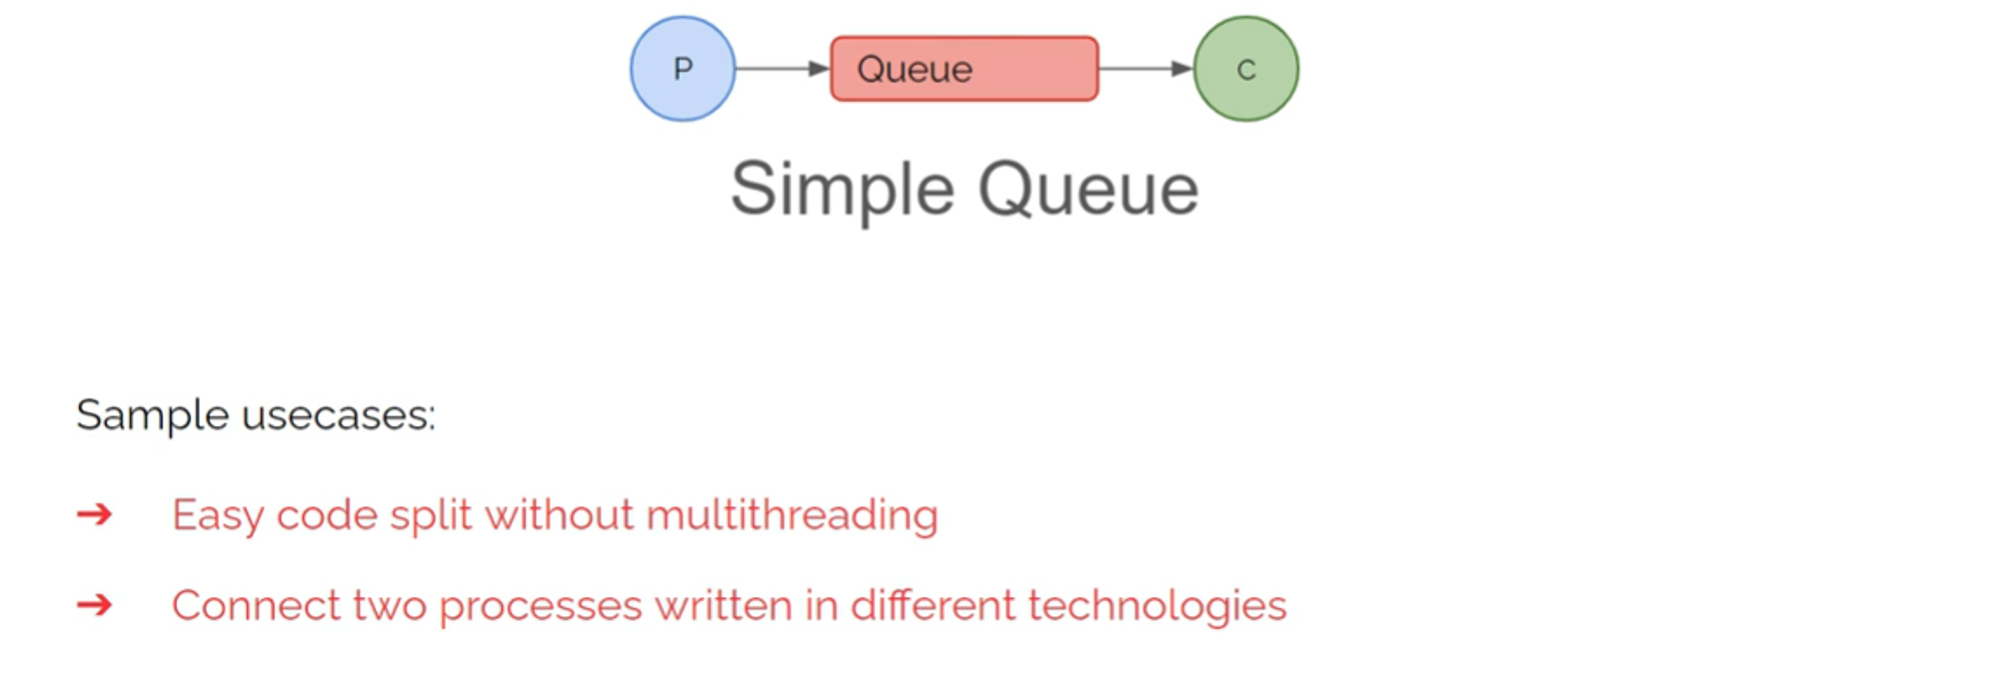 P Queue C
Simple Queue
Sample usecases:
➔ Easy code split without multithreading
➔ Connect two processes written in different technologies